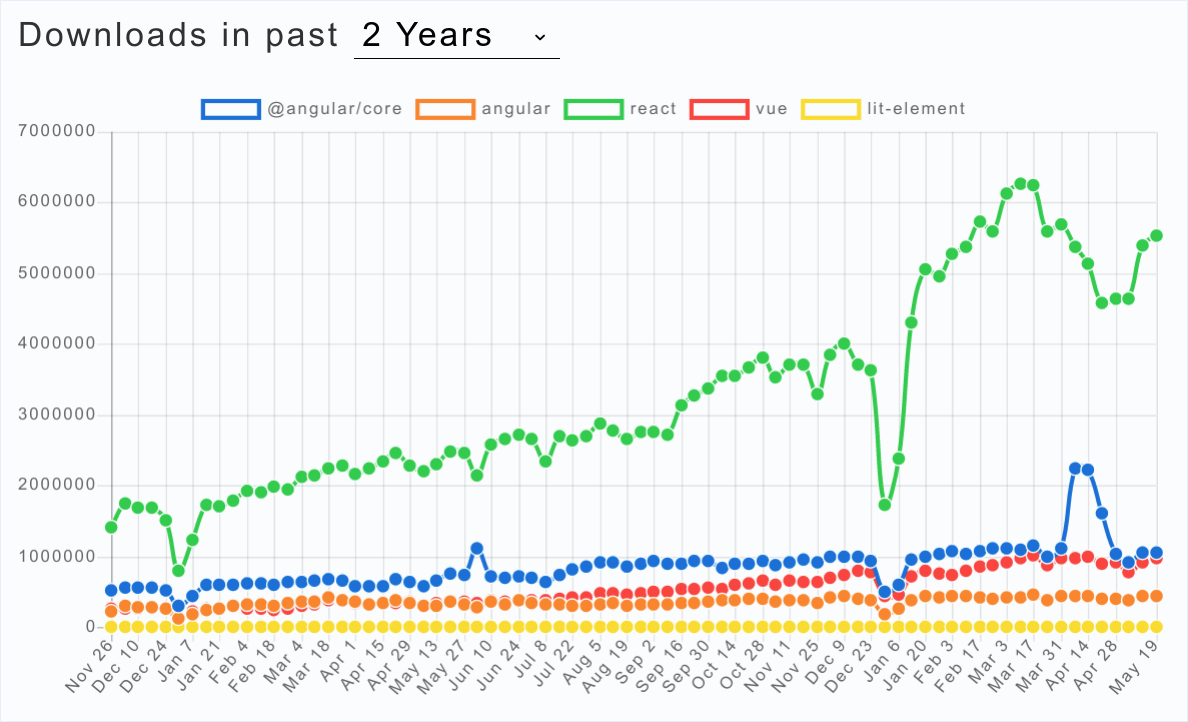 Downloads in past 2 Years
@angular/core angular react vue lit-element
7000000
6000000
5000000
4000000
3000000
2000000
1000000
0
Nov 26 Dec 10 Dec 24 Jan 7 Jan 21 Feb 4 Feb 18 Mar 4 Mar 18 Apr 1 Apr 15 Apr 29 May 13 May 27 Jun 10 Jun 24 Jul 8 Jul 22 Aug 5 Aug 19 Sep 2 Sep 16 Sep 30 Oct 14 Oct 28 Nov 11 Nov 25 Dec 9 Dec 23 Jan 6 Jan 20 Feb 3 Feb 17 Mar 3 Mar 17 Mar 31 Apr 14 Apr 28 May 19